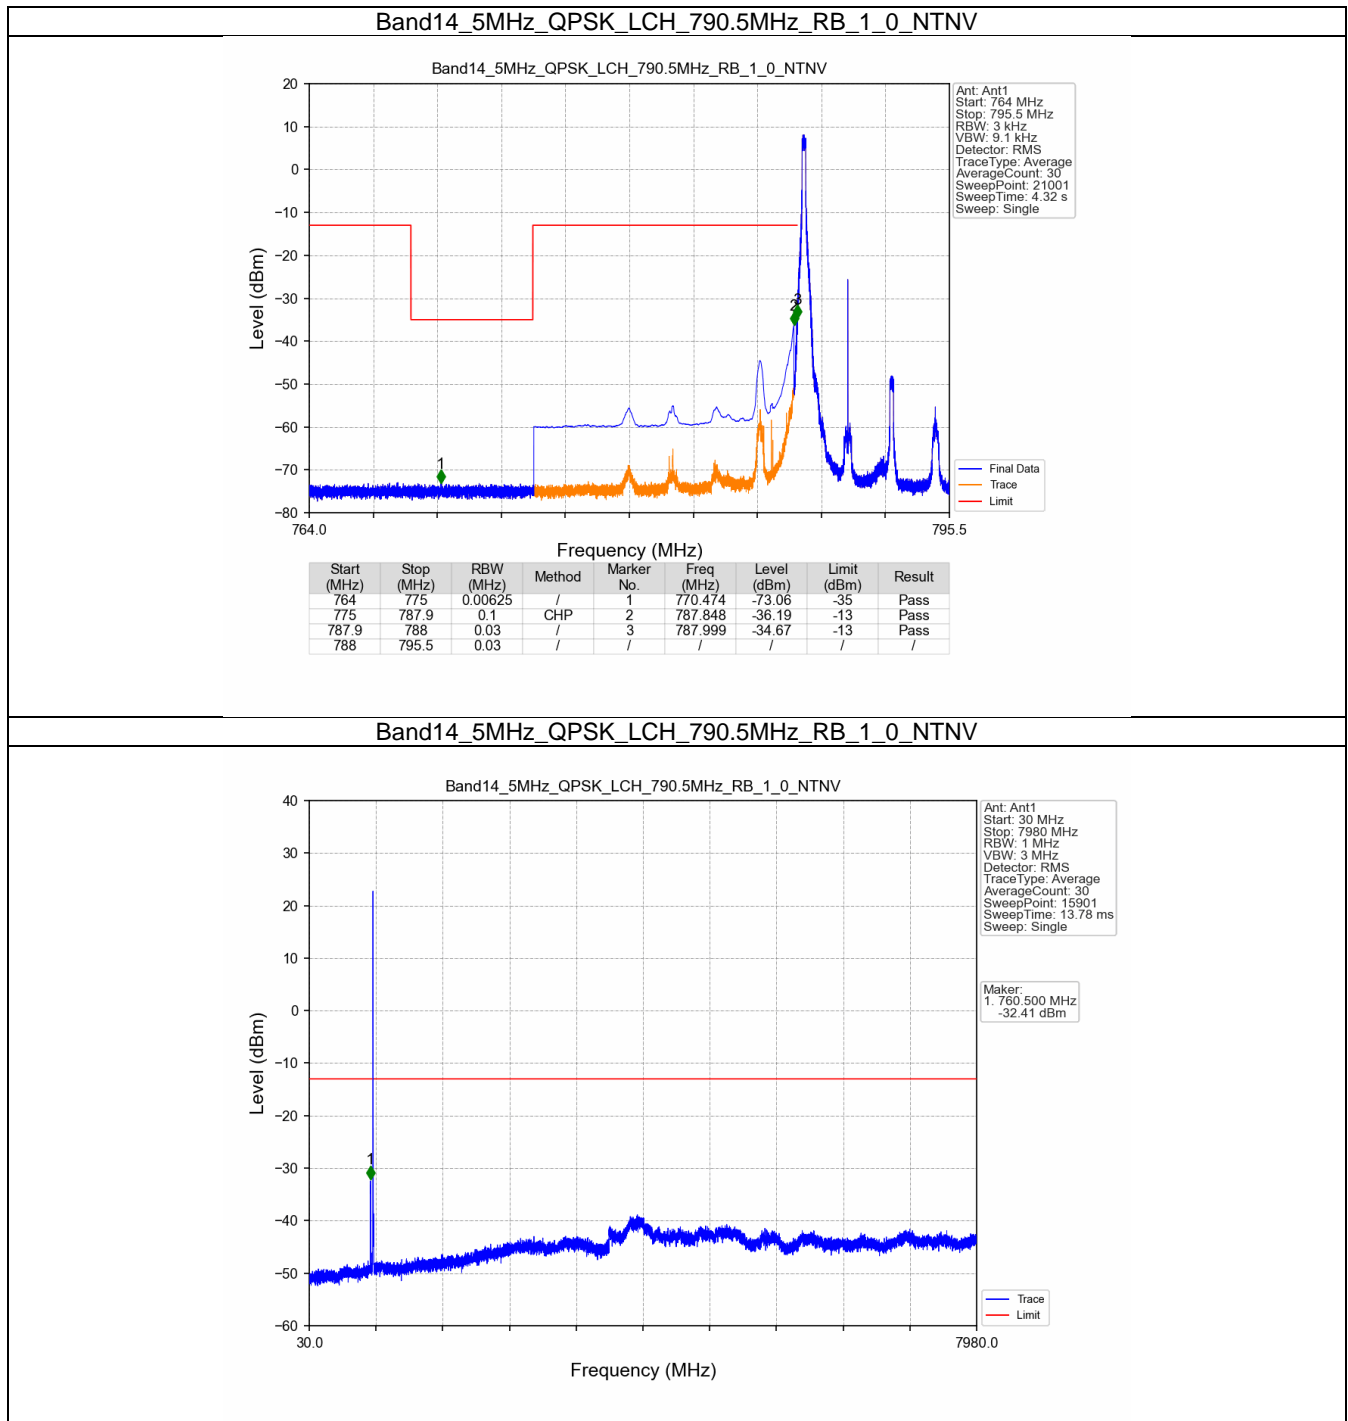 Band14_5MHz_QPSK_LCH_790.5MHz_RB_1_0_NTNV
Band14_5MHz_QPSK_LCH_790.5MHz_RB_1_0_NTNV
20
10
0
−10
−20
−30
−40
−50
−60
−70
−80
Level (dBm)
1
2
3
764.0
795.5
Frequency (MHz)
Ant: Ant1
Start: 764 MHz
Stop: 795.5 MHz
RBW: 3 kHz
VBW: 9.1 kHz
Detector: RMS
TraceType: Average
AverageCount: 30
SweepPoint: 21001
SweepTime: 4.32 s
Sweep: Single
Final Data
Trace
Limit
Start (MHz) Stop (MHz) RBW (MHz) Method Marker No. Freq (MHz) Level (dBm) Limit (dBm) Result
764 775 0.00625 / 1 770.474 -73.06 -35 Pass
775 787.9 0.1 CHP 2 787.848 -36.19 -13 Pass
787.9 788 0.03 / 3 787.999 -34.67 -13 Pass
788 795.5 0.03 / / / / / /
Band14_5MHz_QPSK_LCH_790.5MHz_RB_1_0_NTNV
Band14_5MHz_QPSK_LCH_790.5MHz_RB_1_0_NTNV
40
30
20
10
0
−10
−20
−30
−40
−50
−60
Level (dBm)
1
30.0
7980.0
Frequency (MHz)
Ant: Ant1
Start: 30 MHz
Stop: 7980 MHz
RBW: 1 MHz
VBW: 3 MHz
Detector: RMS
TraceType: Average
AverageCount: 30
SweepPoint: 15901
SweepTime: 13.78 ms
Sweep: Single
Maker:
1. 760.500 MHz
-32.41 dBm
Trace
Limit